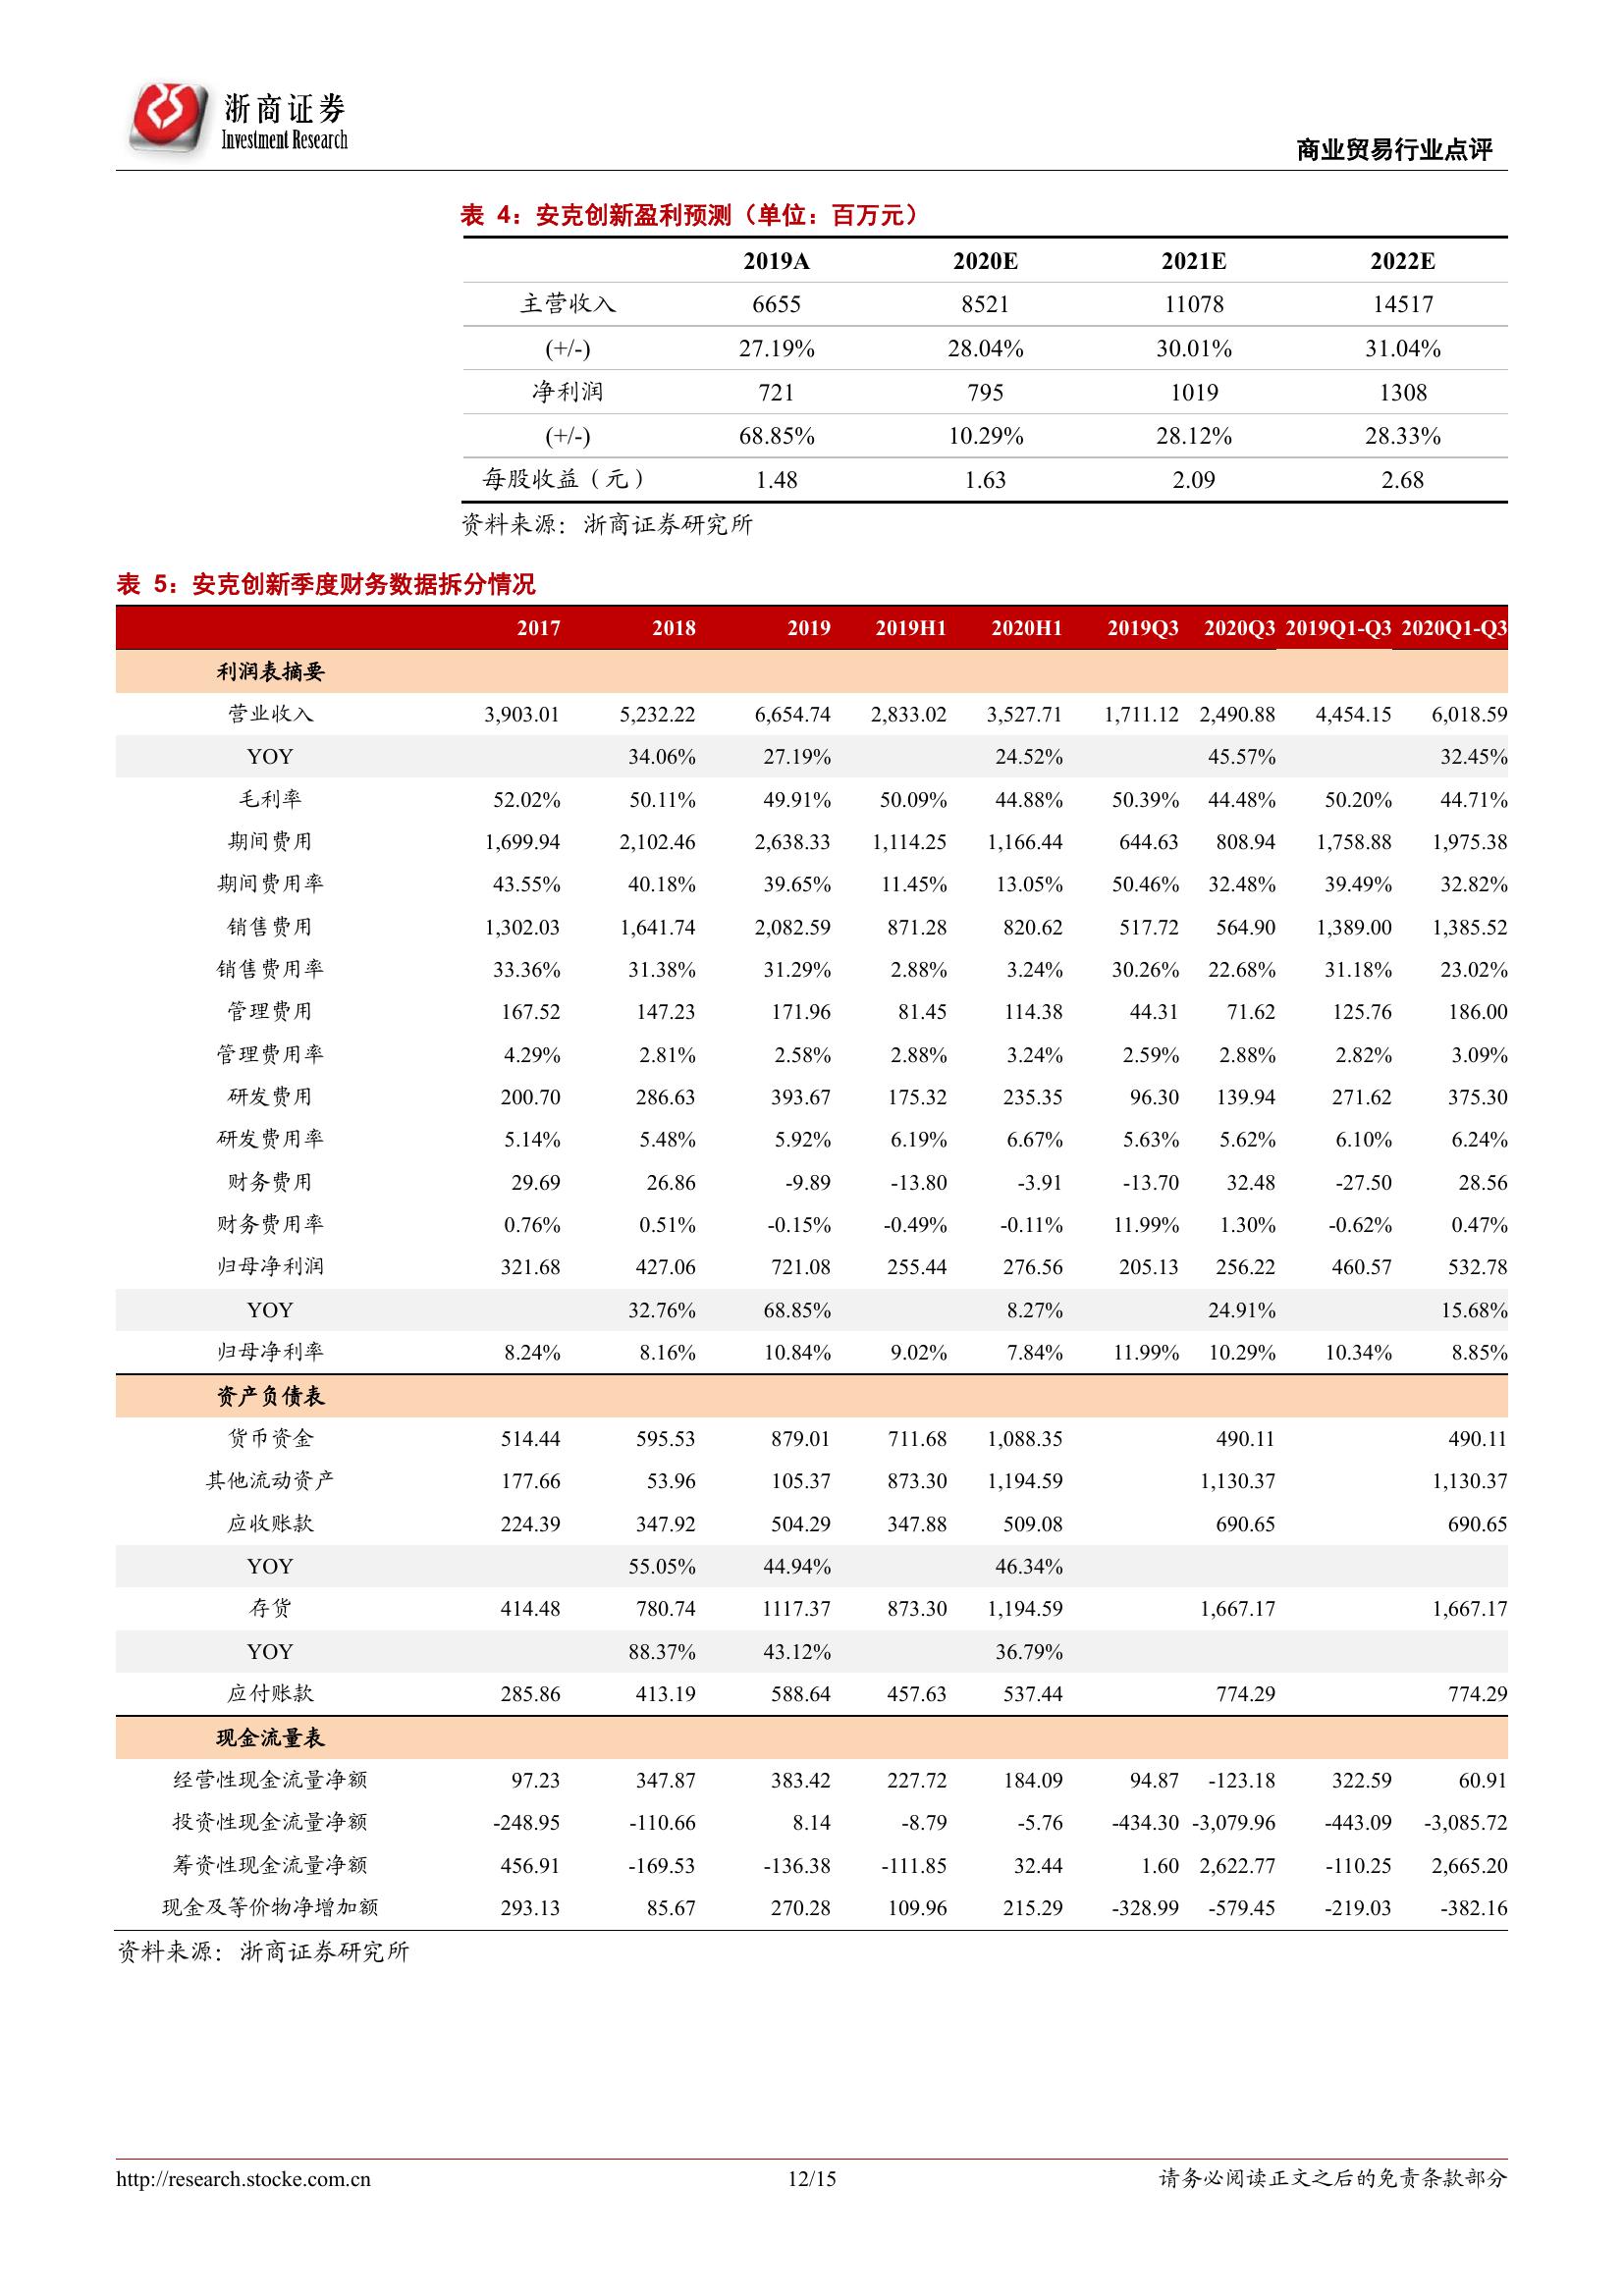 浙商证券
Investment Research
商业贸易行业点评
表 4：安克创新盈利预测（单位：百万元）
2019A 2020E 2021E 2022E
主营收入 6655 8521 11078 14517
(+/-) 27.19% 28.04% 30.01% 31.04%
净利润 721 795 1019 1308
(+/-) 68.85% 10.29% 28.12% 28.33%
每股收益（元） 1.48 1.63 2.09 2.68
资料来源：浙商证券研究所
表 5：安克创新季度财务数据拆分情况
2017 2018 2019 2019H1 2020H1 2019Q3 2020Q3 2019Q1-Q3 2020Q1-Q3
利润表摘要
营业收入 3,903.01 5,232.22 6,654.74 2,833.02 3,527.71 1,711.12 2,490.88 4,454.15 6,018.59
YOY 34.06% 27.19% 24.52% 45.57% 32.45%
毛利率 52.02% 50.11% 49.91% 50.09% 44.88% 50.39% 44.48% 50.20% 44.71%
期间费用 1,699.94 2,102.46 2,638.33 1,114.25 1,166.44 644.63 808.94 1,758.88 1,975.38
期间费用率 43.55% 40.18% 39.65% 11.45% 13.05% 50.46% 32.48% 39.49% 32.82%
销售费用 1,302.03 1,641.74 2,082.59 871.28 820.62 517.72 564.90 1,389.00 1,385.52
销售费用率 33.36% 31.38% 31.29% 2.88% 3.24% 30.26% 22.68% 31.18% 23.02%
管理费用 167.52 147.23 171.96 81.45 114.38 44.31 71.62 125.76 186.00
管理费用率 4.29% 2.81% 2.58% 2.88% 3.24% 2.59% 2.88% 2.82% 3.09%
研发费用 200.70 286.63 393.67 175.32 235.35 96.30 139.94 271.62 375.30
研发费用率 5.14% 5.48% 5.92% 6.19% 6.67% 5.63% 5.62% 6.10% 6.24%
财务费用 29.69 26.86 -9.89 -13.80 -3.91 -13.70 32.48 -27.50 28.56
财务费用率 0.76% 0.51% -0.15% -0.49% -0.11% 11.99% 1.30% -0.62% 0.47%
归母净利润 321.68 427.06 721.08 255.44 276.56 205.13 256.22 460.57 532.78
YOY 32.76% 68.85% 8.27% 24.91% 15.68%
归母净利率 8.24% 8.16% 10.84% 9.02% 7.84% 11.99% 10.29% 10.34% 8.85%
资产负债表
货币资金 514.44 595.53 879.01 711.68 1,088.35 490.11 490.11
其他流动资产 177.66 53.96 105.37 873.30 1,194.59 1,130.37 1,130.37
应收账款 224.39 347.92 504.29 347.88 509.08 690.65 690.65
YOY 55.05% 44.94% 46.34%
存货 414.48 780.74 1117.37 873.30 1,194.59 1,667.17 1,667.17
YOY 88.37% 43.12% 36.79%
应付账款 285.86 413.19 588.64 457.63 537.44 774.29 774.29
现金流量表
经营性现金流量净额 97.23 347.87 383.42 227.72 184.09 94.87 -123.18 322.59 60.91
投资性现金流量净额 -248.95 -110.66 8.14 -8.79 -5.76 -434.30 -3,079.96 -443.09 -3,085.72
筹资性现金流量净额 456.91 -169.53 -136.38 -111.85 32.44 1.60 2,622.77 -110.25 2,665.20
现金及等价物净增加额 293.13 85.67 270.28 109.96 215.29 -328.99 -579.45 -219.03 -382.16
资料来源：浙商证券研究所
http://research.stocke.com.cn 12/15 请务必阅读正文之后的免责条款部分